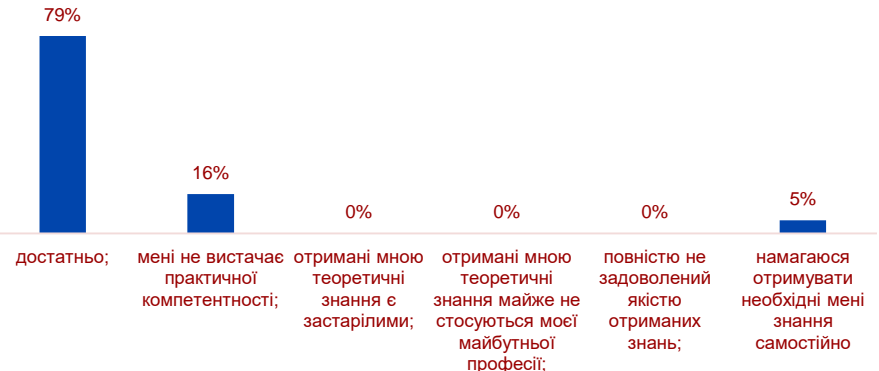 79%
16%
0%
0%
0%
5%
достатньо;
мені не вистачає
практичної
компетентності;
отримані мною
теоретичні
знання є
застарілими;
отримані мною
теоретичні
знання майже не
стосуються моєї
майбутньої
професії;
повністю не
задоволений
якістю
отриманих
знань;
намагаюся
отримувати
необхідні мені
знання
самостійно